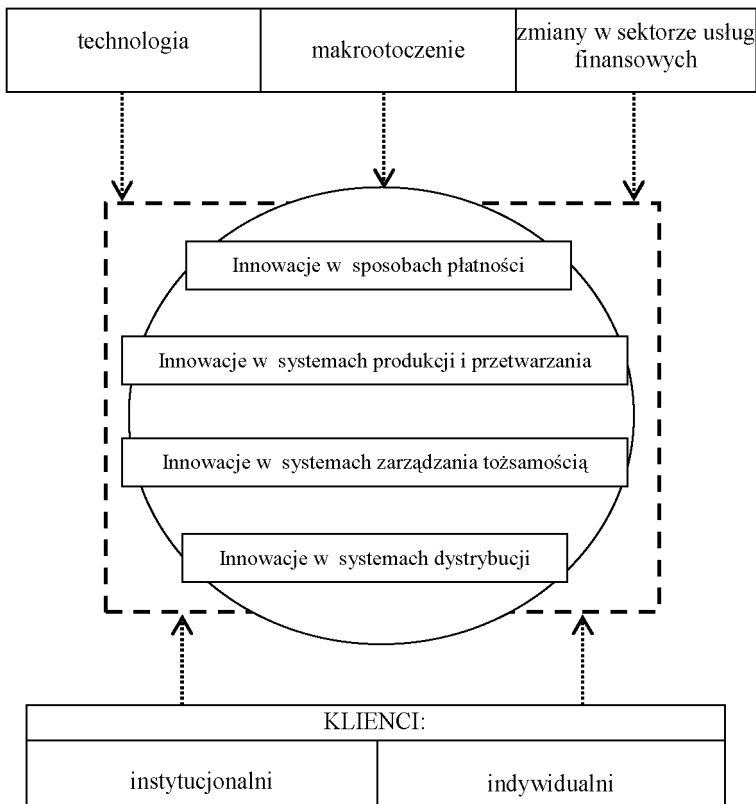 technologia
makrootoczenie
zmiany w sektorze usług
finansowych
Innowacje w sposobach płatności
Innowacje w systemach produkcji i przetwarzania
Innowacje w systemach zarządzania tożsamością
Innowacje w systemach dystrybucji
KLIENCI:
instytucjonalni
indywidualni